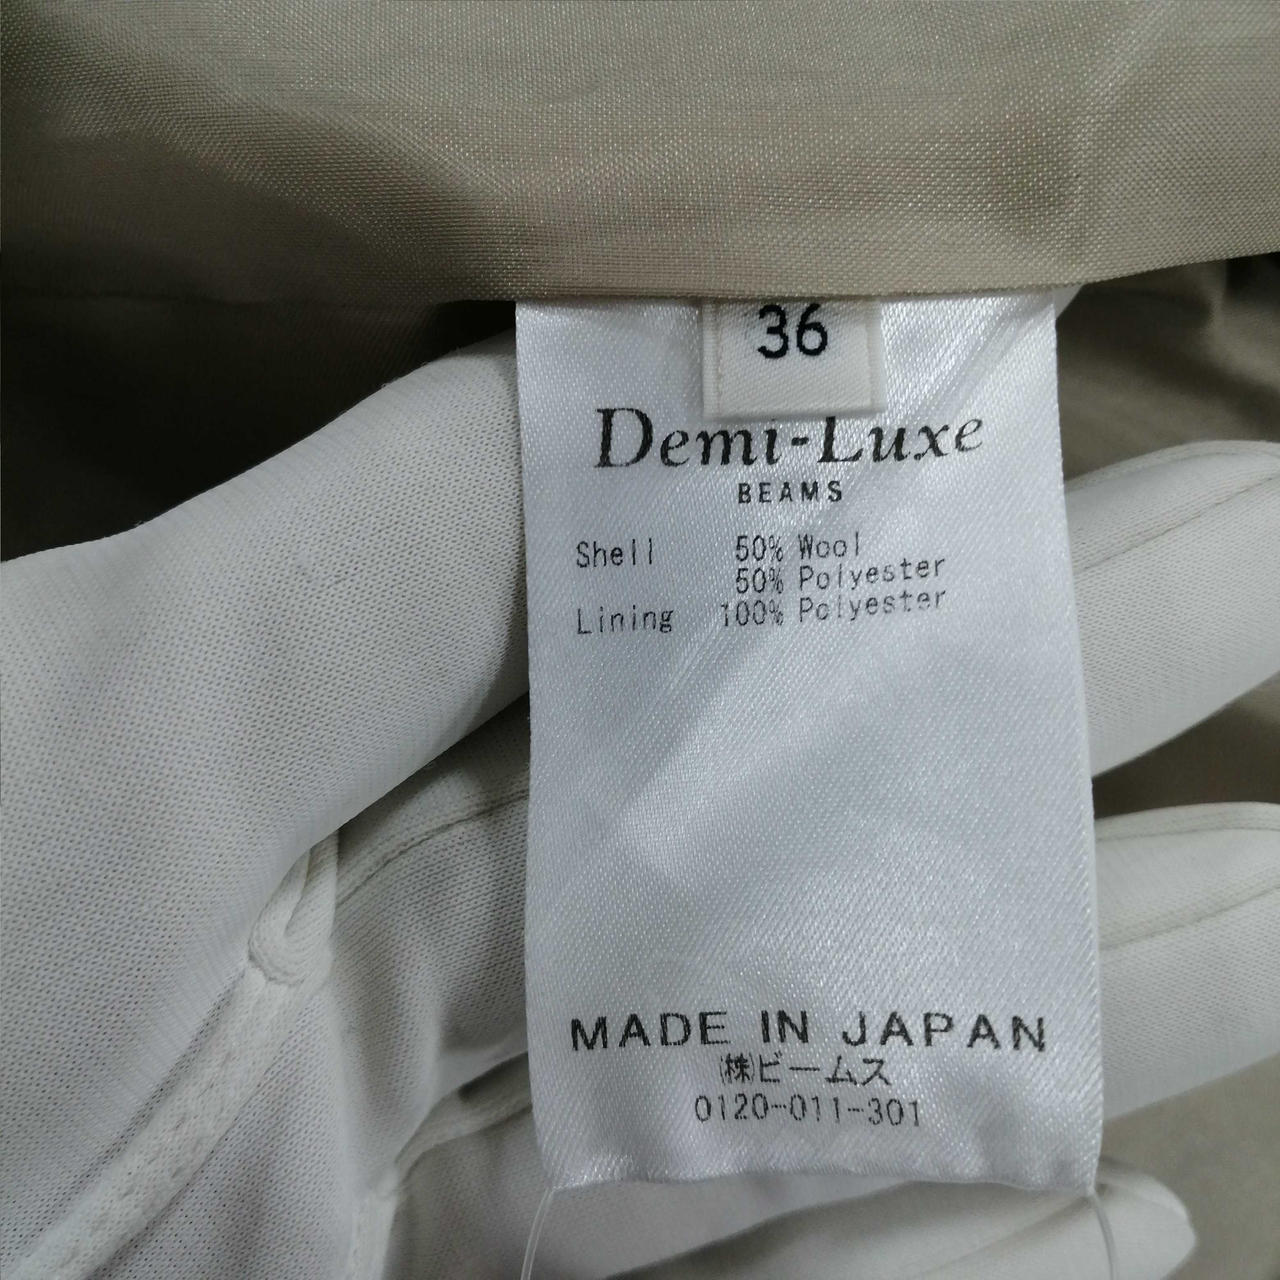 36
Demi-Luxe
BEAMS
Shell 50% Wool
50% Polyester
Lining 100% Polyester
MADE IN JAPAN
㈱ビームス
0120-011-301